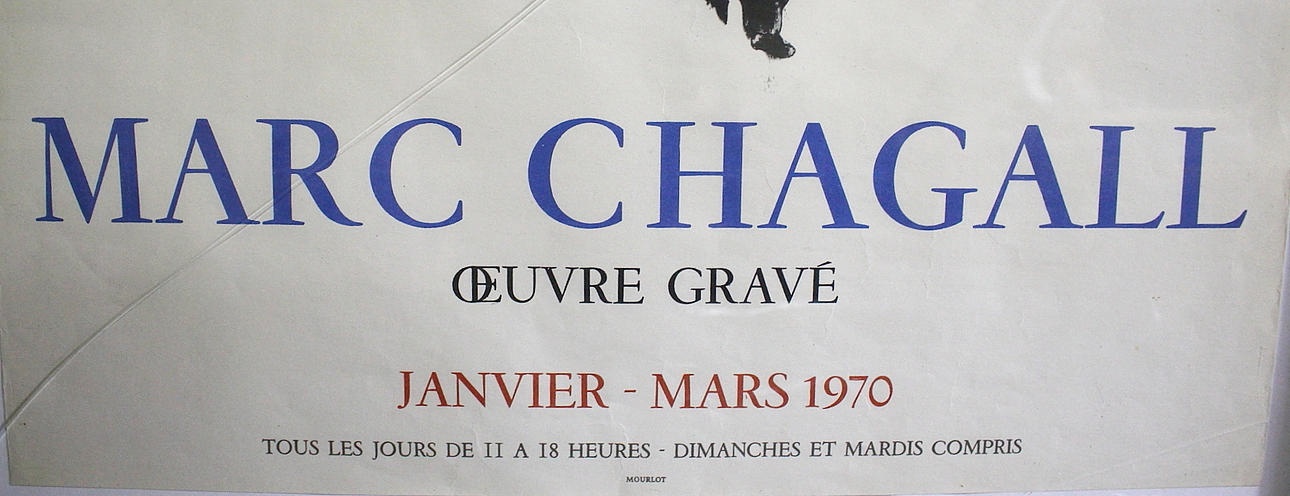 MARC CHAGALL
ŒUVRE GRAVÉ
JANVIER - MARS 1970
TOUS LES JOURS DE 11 A 18 HEURES - DIMANCHES ET MARDIS COMPRIS
MOURLOT